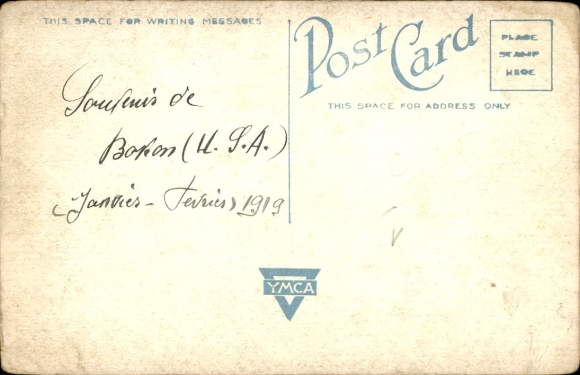 THIS SPACE FOR WRITING MESSAGES
Post Card
PLACE
STAMP
HERE
THIS SPACE FOR ADDRESS ONLY
Souvenir de
Boston (U.S.A.)
(Janvier - Fevrier) 1919
YMCA